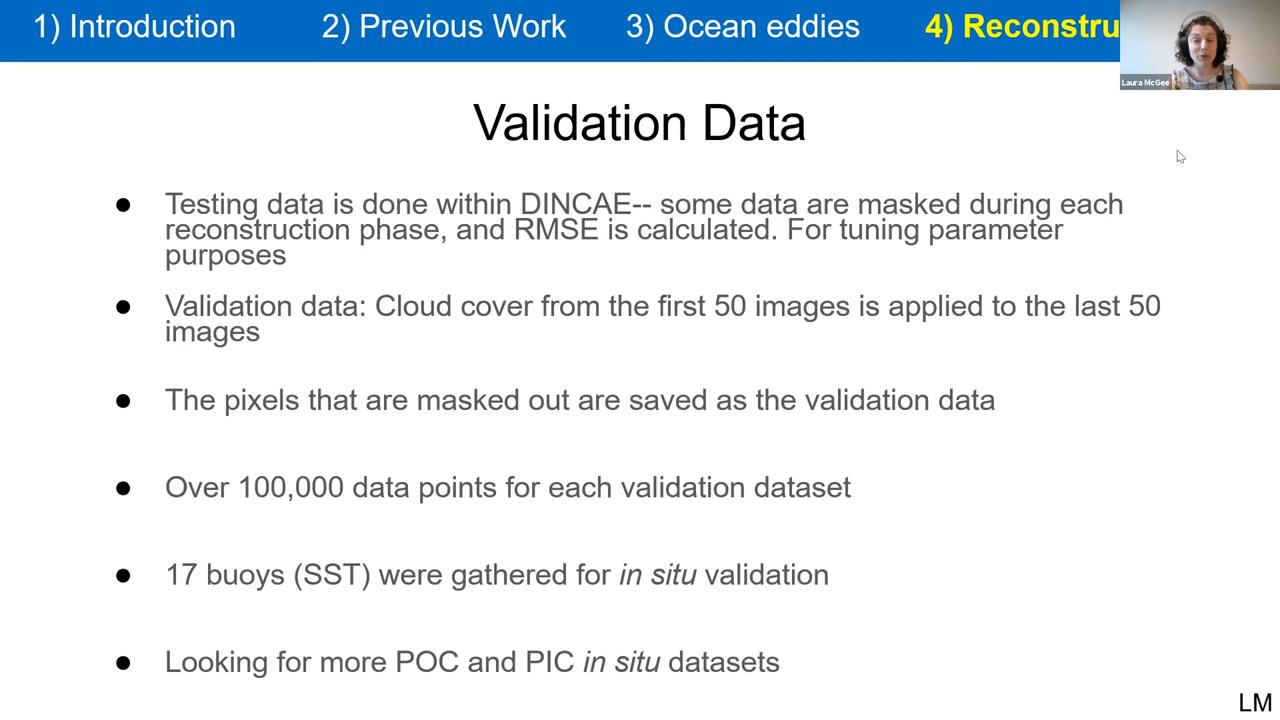 1) Introduction 2) Previous Work 3) Ocean eddies 4) Reconstru
Laura McGee
Validation Data
● Testing data is done within DINCAE-- some data are masked during each
reconstruction phase, and RMSE is calculated. For tuning parameter
purposes
● Validation data: Cloud cover from the first 50 images is applied to the last 50
images
● The pixels that are masked out are saved as the validation data
● Over 100,000 data points for each validation dataset
● 17 buoys (SST) were gathered for in situ validation
● Looking for more POC and PIC in situ datasets
LM